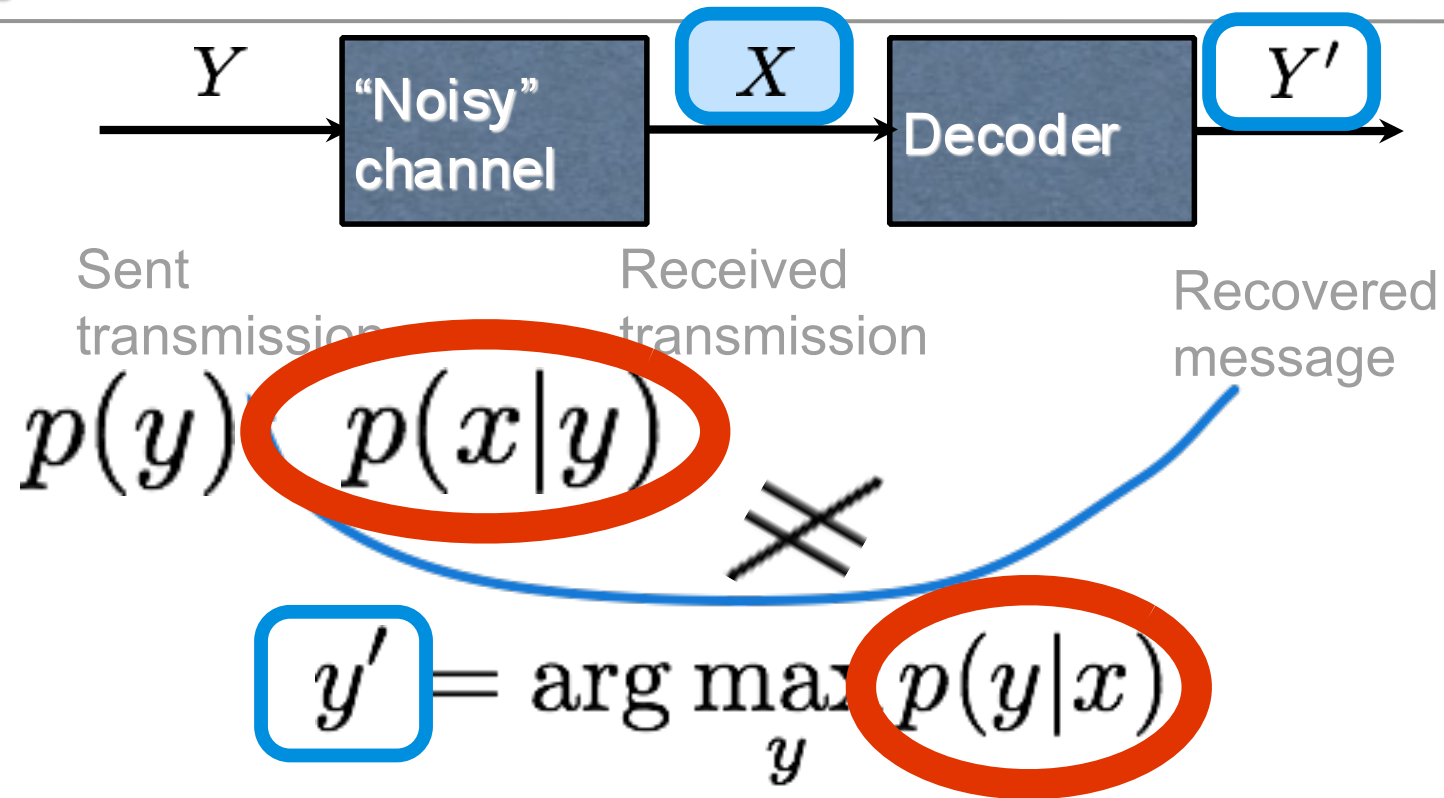 Y
X
Y′
“Noisy”
channel
Decoder
Sent
transmission
Received
transmission
Recovered
message
p(y) p(x|y)
≠
y′ = arg max p(y|x)
y